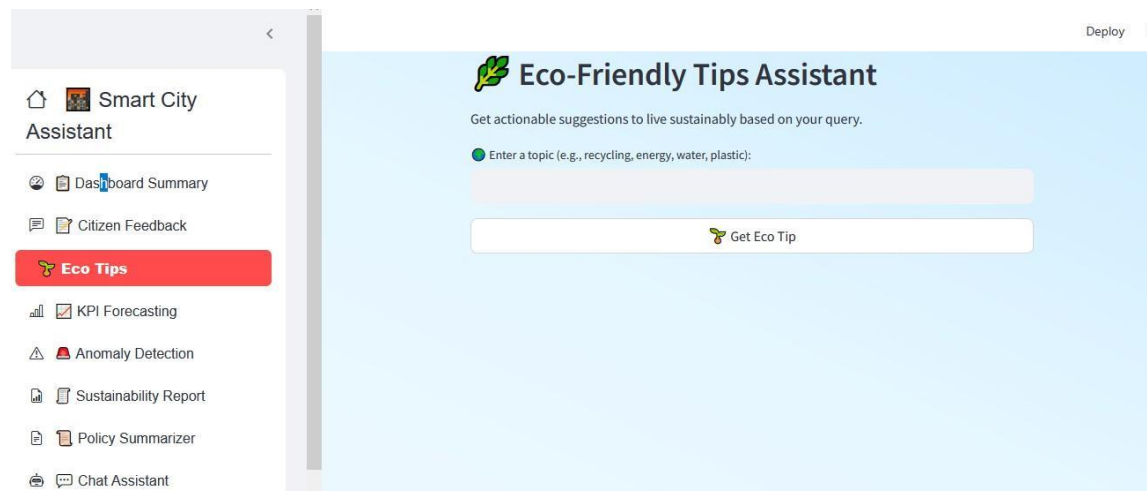 Smart City
Assistant
Dashboard Summary
Citizen Feedback
Eco Tips
KPI Forecasting
Anomaly Detection
Sustainability Report
Policy Summarizer
Chat Assistant
Deploy
Eco-Friendly Tips Assistant
Get actionable suggestions to live sustainably based on your query.
Enter a topic (e.g., recycling, energy, water, plastic):
Get Eco Tip